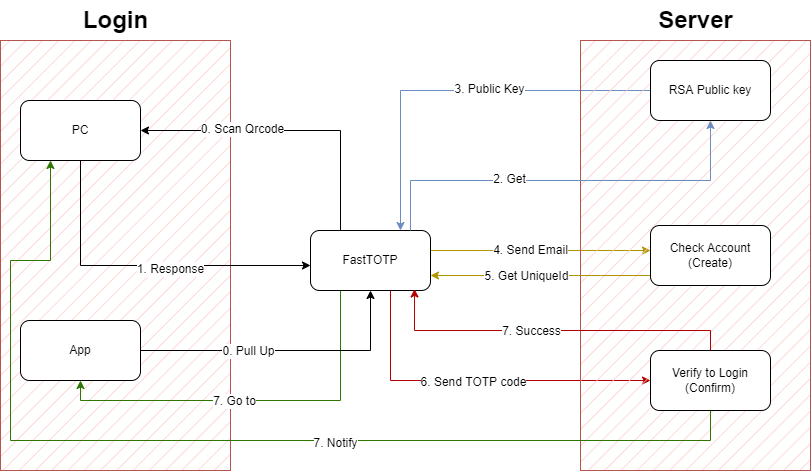 Login
Server
3. Public Key
RSA Public key
PC
0. Scan Qrcode
2. Get
4. Send Email
Check Account
(Create)
FastTOTP
1. Response
5. Get UniqueId
7. Success
App
0. Pull Up
Verify to Login
(Confirm)
6. Send TOTP code
7. Go to
7. Notify